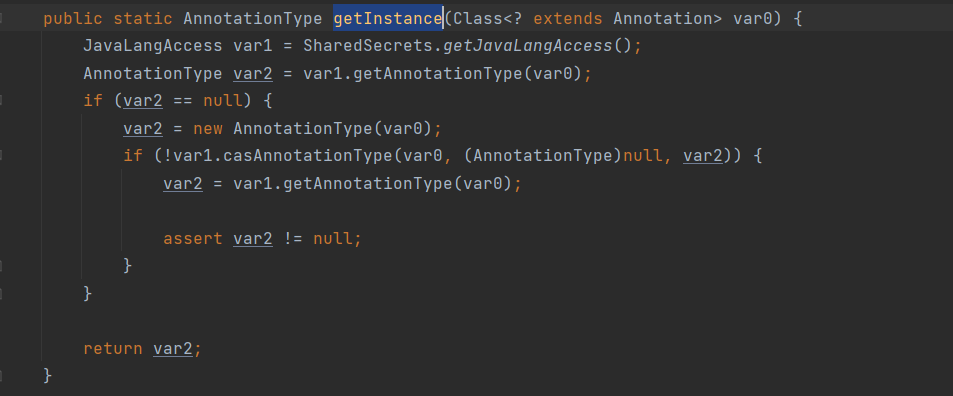 public static AnnotationType getInstance(Class<? extends Annotation> var0) {
    JavaLangAccess var1 = SharedSecrets.getJavaLangAccess();
    AnnotationType var2 = var1.getAnnotationType(var0);
    if (var2 == null) {
        var2 = new AnnotationType(var0);
        if (!var1.casAnnotationType(var0, (AnnotationType)null, var2)) {
            var2 = var1.getAnnotationType(var0);
            assert var2 != null;
        }
    }
    return var2;
}